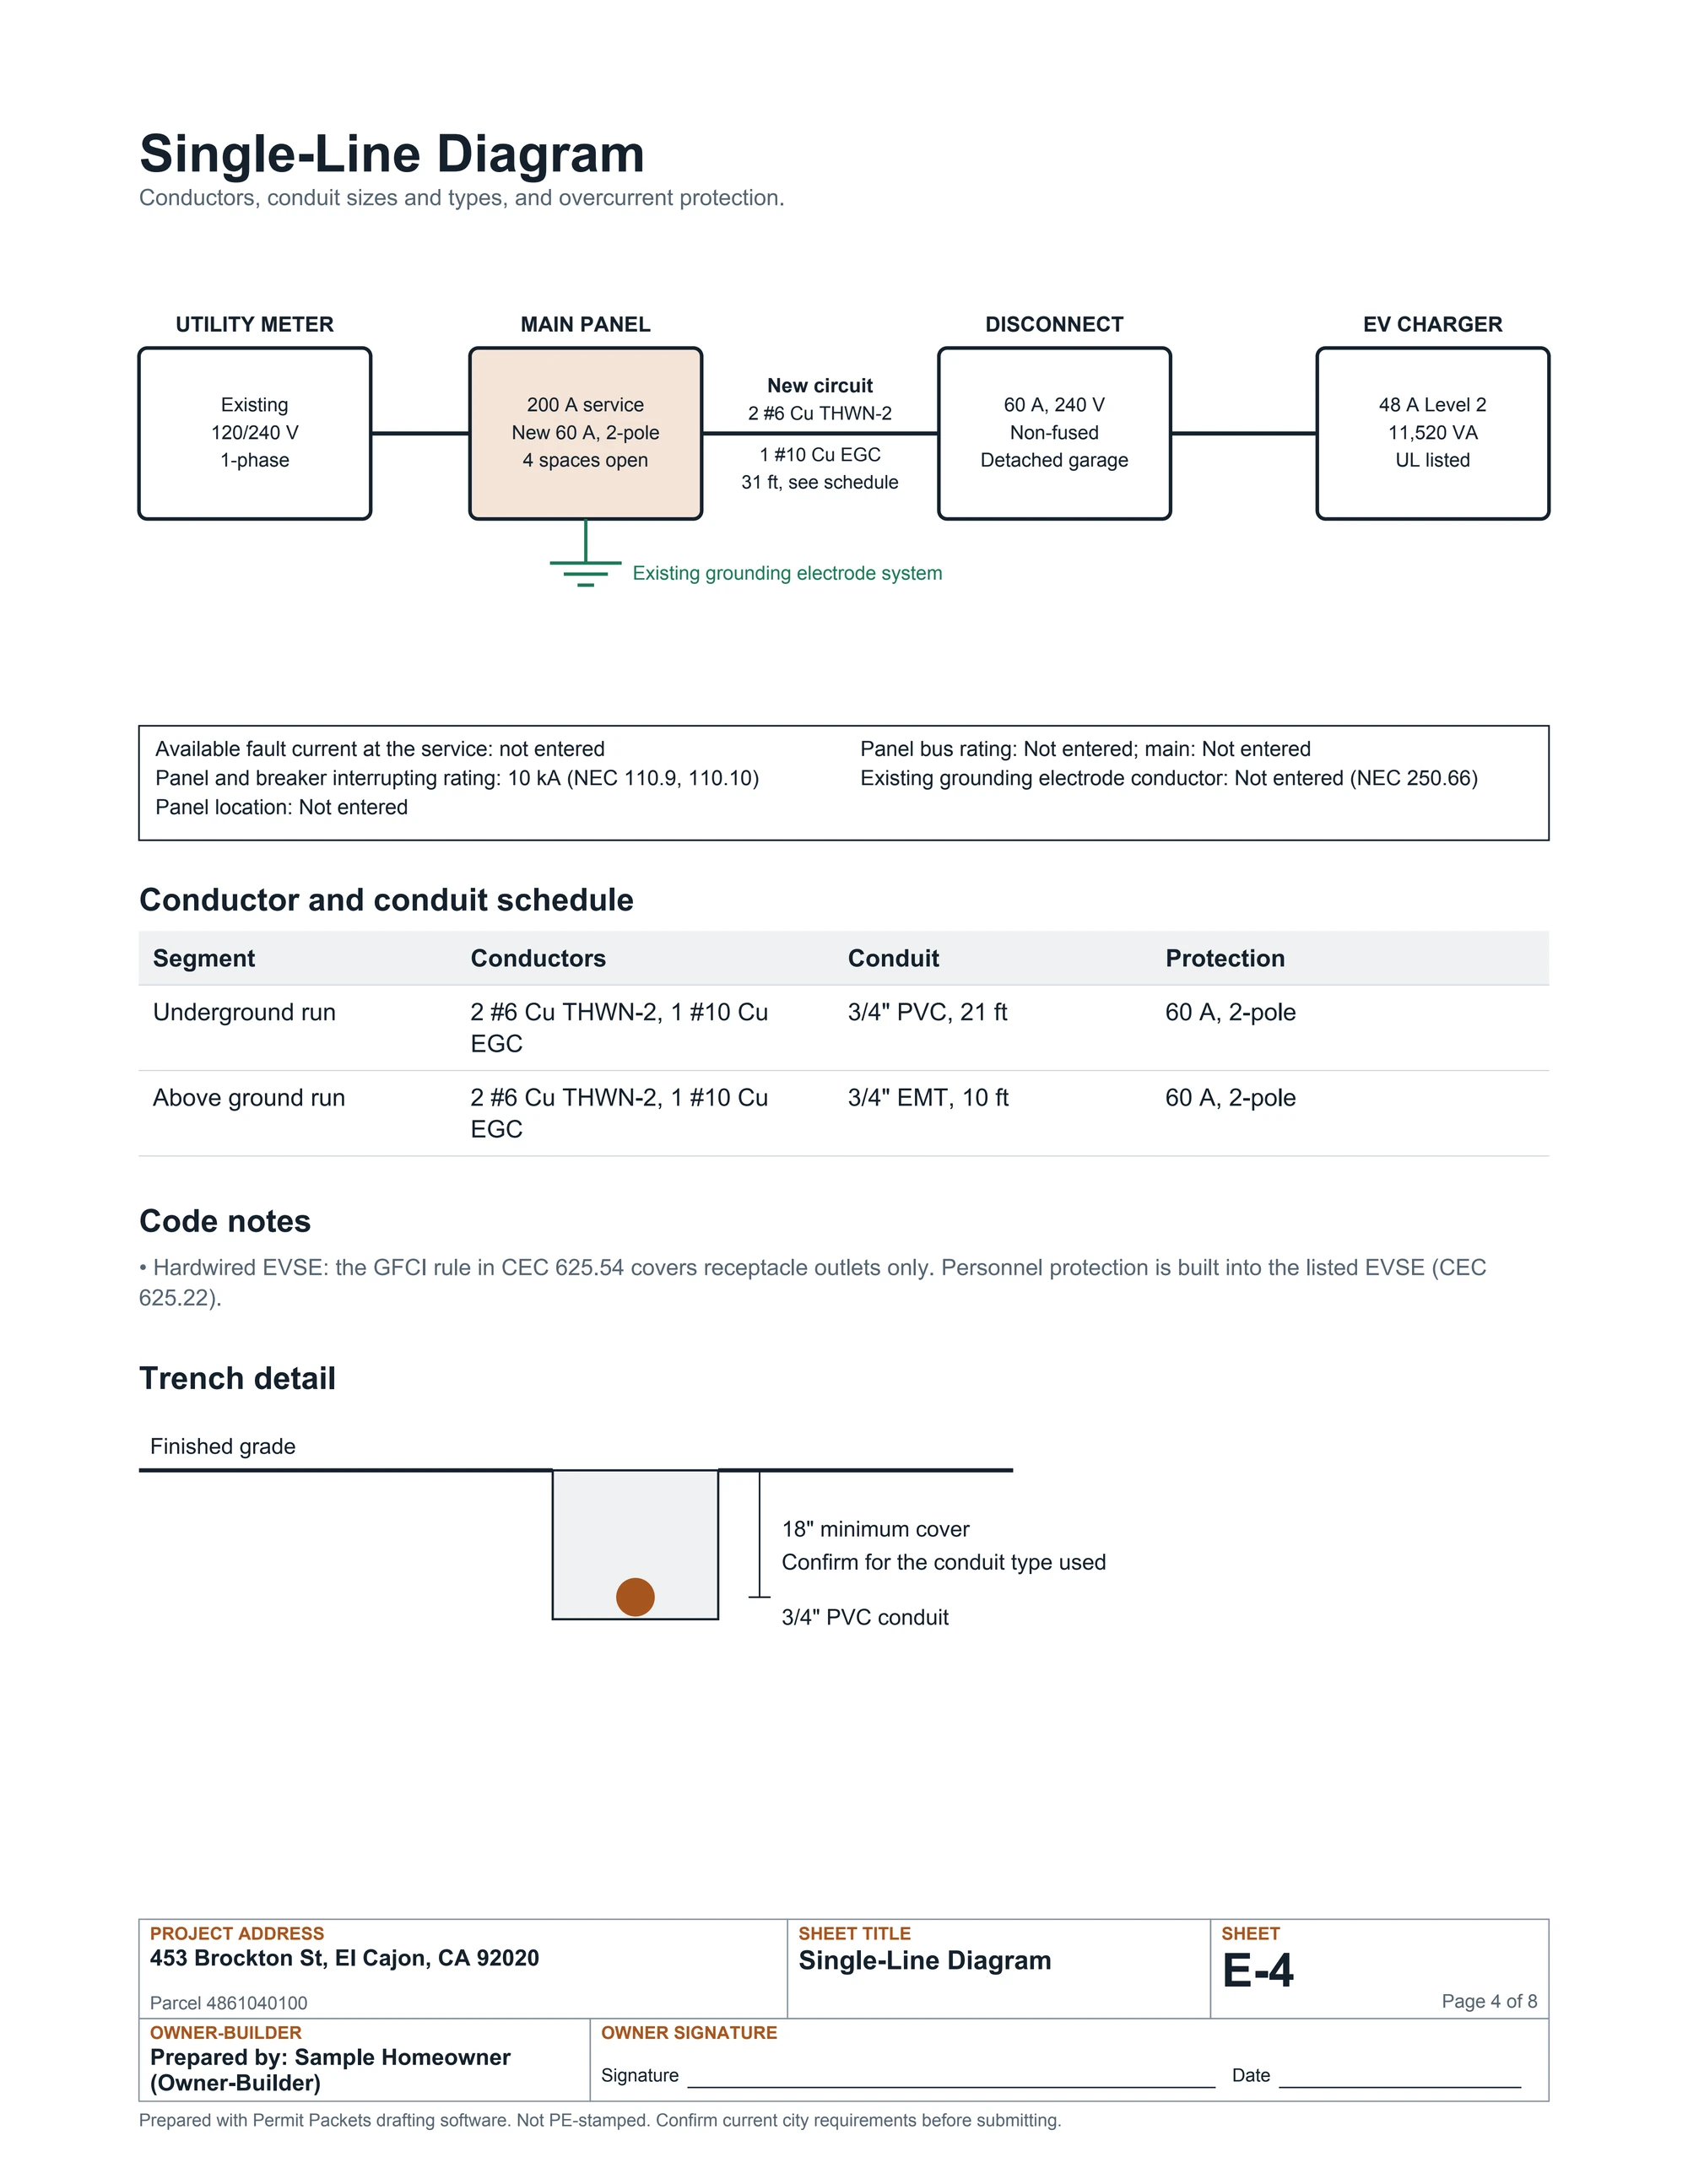 Single-Line Diagram
Conductors, conduit sizes and types, and overcurrent protection.
UTILITY METER
Existing
120/240 V
1-phase
MAIN PANEL
200 A service
New 60 A, 2-pole
4 spaces open
New circuit
2 #6 Cu THWN-2
1 #10 Cu EGC
31 ft, see schedule
DISCONNECT
60 A, 240 V
Non-fused
Detached garage
EV CHARGER
48 A Level 2
11,520 VA
UL listed
Existing grounding electrode system
Available fault current at the service: not entered
Panel and breaker interrupting rating: 10 kA (NEC 110.9, 110.10)
Panel location: Not entered
Panel bus rating: Not entered; main: Not entered
Existing grounding electrode conductor: Not entered (NEC 250.66)
Conductor and conduit schedule
Segment Conductors Conduit Protection
Underground run 2 #6 Cu THWN-2, 1 #10 Cu 3/4" PVC, 21 ft 60 A, 2-pole
EGC
Above ground run 2 #6 Cu THWN-2, 1 #10 Cu 3/4" EMT, 10 ft 60 A, 2-pole
EGC
Code notes
• Hardwired EVSE: the GFCI rule in CEC 625.54 covers receptacle outlets only. Personnel protection is built into the listed EVSE (CEC
625.22).
Trench detail
Finished grade
18" minimum cover
Confirm for the conduit type used
3/4" PVC conduit
PROJECT ADDRESS
453 Brockton St, El Cajon, CA 92020
Parcel 4861040100
SHEET TITLE
Single-Line Diagram
SHEET
E-4
Page 4 of 8
OWNER-BUILDER
Prepared by: Sample Homeowner
(Owner-Builder)
OWNER SIGNATURE
Signature
Date
Prepared with Permit Packets drafting software. Not PE-stamped. Confirm current city requirements before submitting.